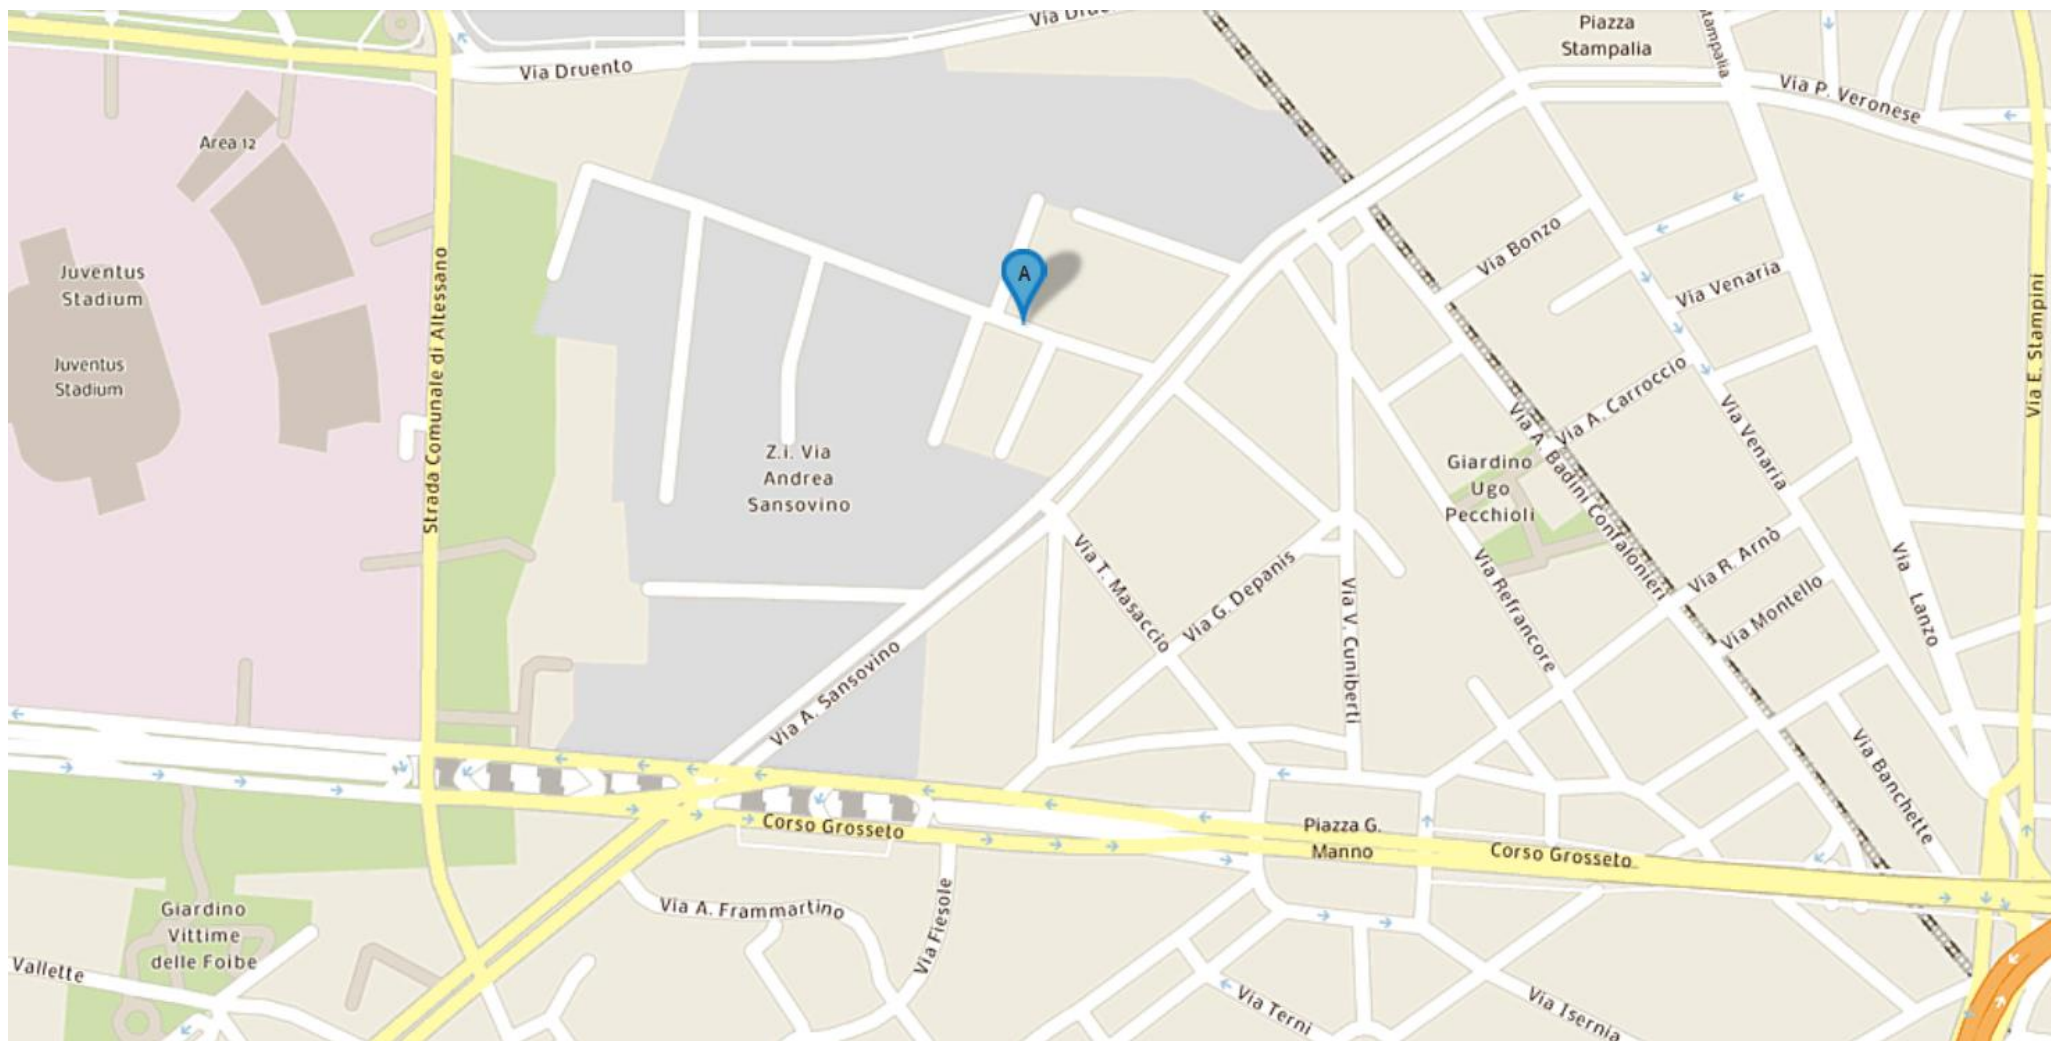 Via Druento
Piazza
Stampalia
Stampalia
Via P. Veronese
Via Druento
Area 12
Juventus
Stadium
A
Via Bonzo
Via Venaria
Strada Comunale di Altessano
Via E. Stampini
Juventus
Stadium
Via A. Carroccio
Via Venaria
Z.i. Via
Andrea
Sansovino
Giardino
Ugo
Pecchioli
Via A. Badini Confalonieri
Via T. Masaccio
Via G. Depanis
Via V. Cuniberti
Via Refrancore
Via R. Arnò
Via Montello
Via Lanzo
Via A. Sansovino
Via Banchette
Corso Grosseto
Piazza G.
Manno
Corso Grosseto
Via A. Frammartino
Via Fiesole
Giardino
Vittime
delle Foibe
Vallette
Via Terni
Via Isernia